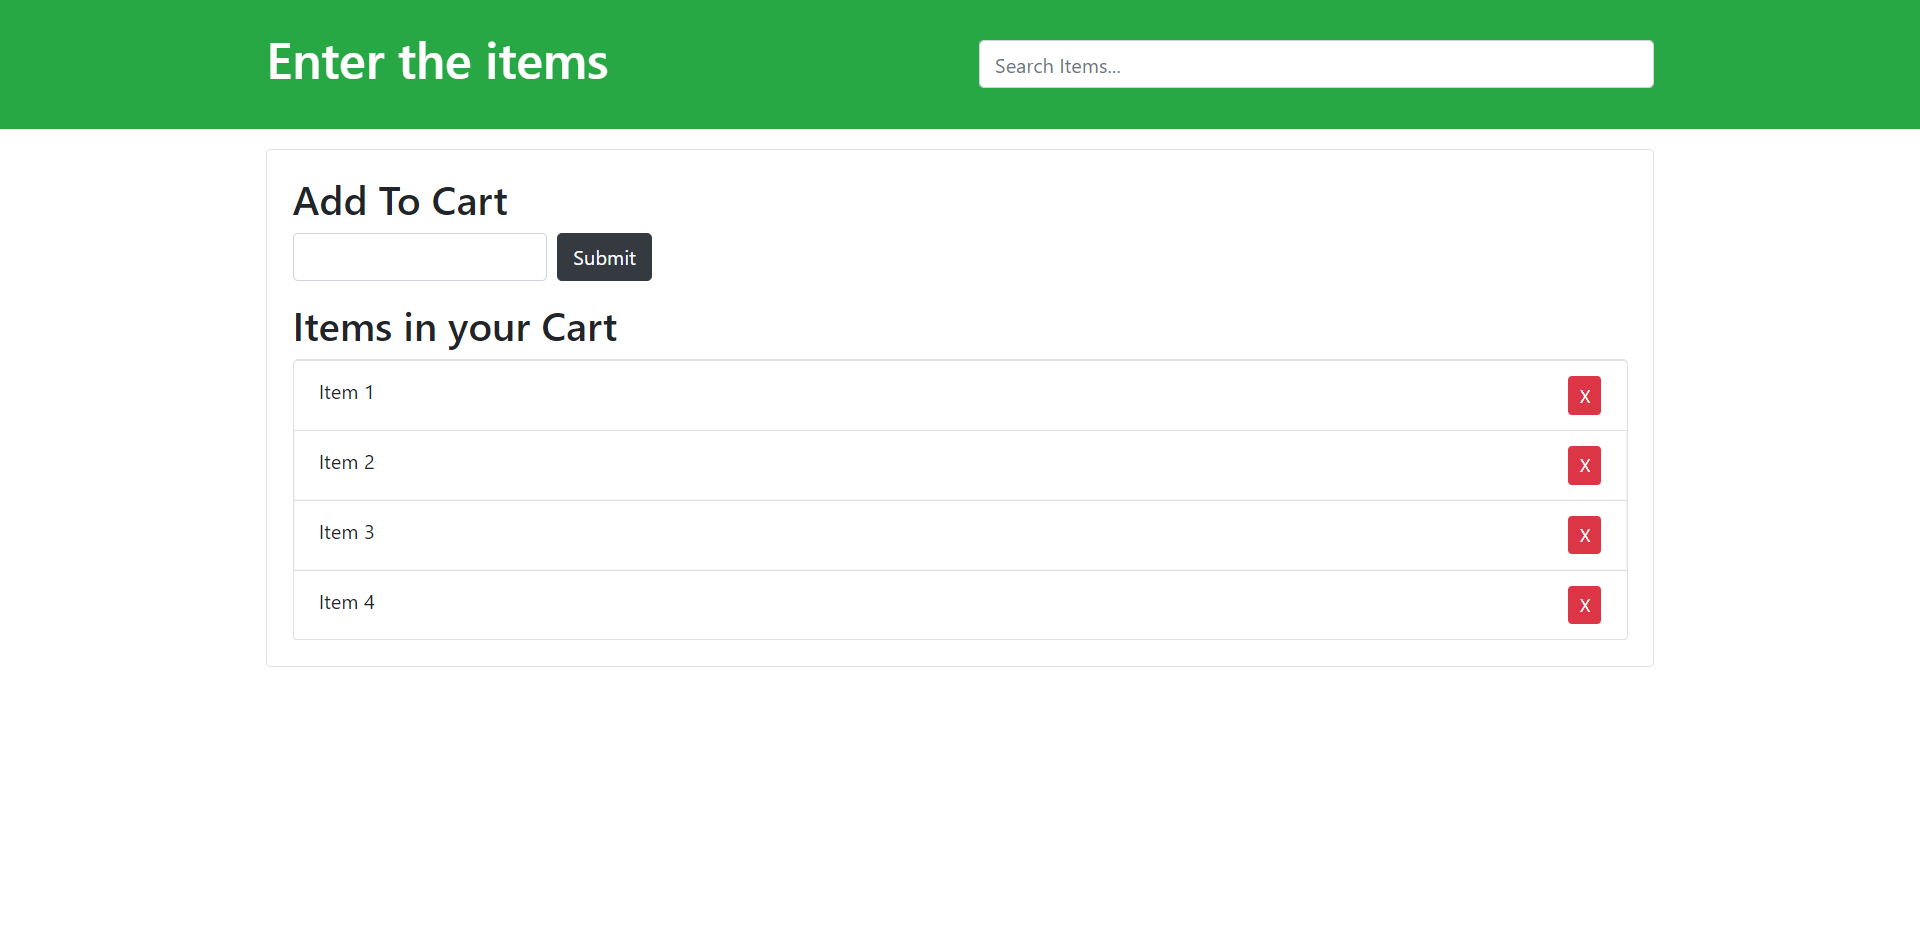 Enter the items
Search Items...
Add To Cart
Submit
Items in your Cart
Item 1
X
Item 2
X
Item 3
X
Item 4
X